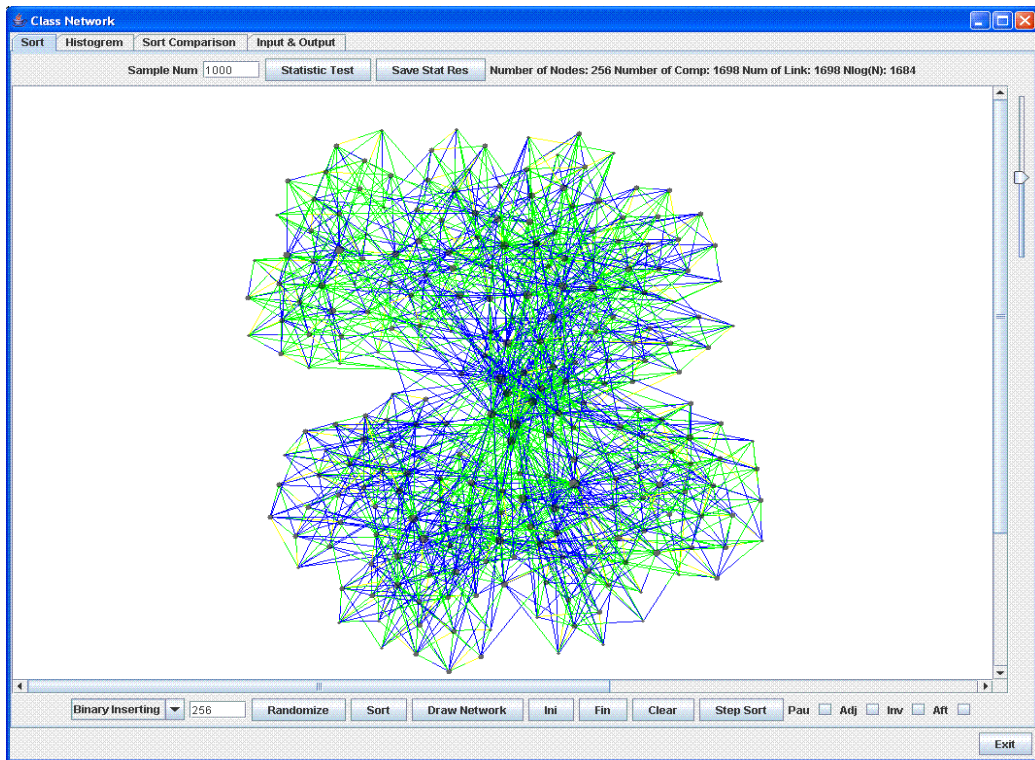 Class Network
Sort Histogrem Sort Comparison Input & Output
Sample Num 1000 Statistic Test Save Stat Res Number of Nodes: 256 Number of Comp: 1698 Num of Link: 1698 Nlog(N): 1684
Binary Inserting 256 Randomize Sort Draw Network Ini Fin Clear Step Sort Pau Adj Inv Aft
Exit